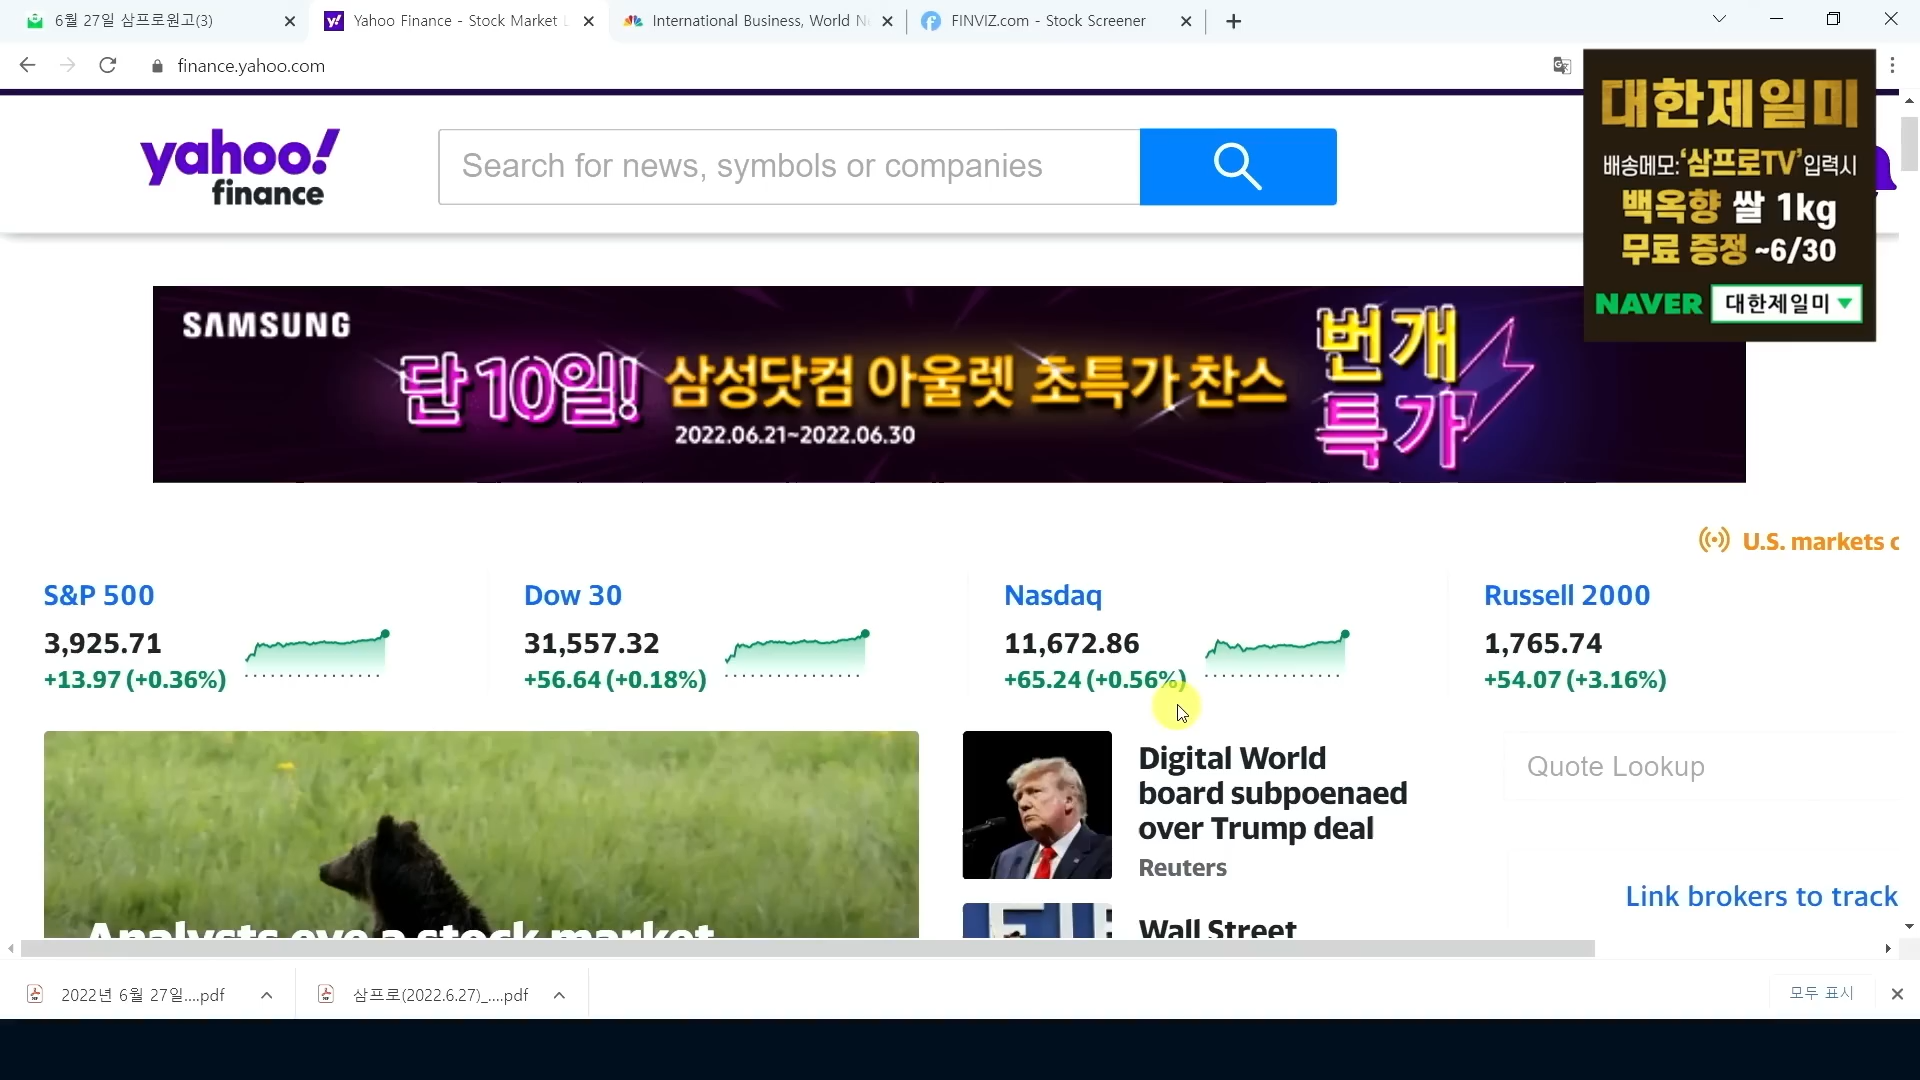 6월 27일 삼프로원고(3)
Yahoo Finance - Stock Market L
International Business, World N
FINVIZ.com - Stock Screener
finance.yahoo.com
yahoo!
finance
Search for news, symbols or companies
대한제일미
배송메모:'삼프로TV'입력시
백옥향 쌀 1kg
무료 증정 ~6/30
NAVER 대한제일미
SAMSUNG
단 10일! 삼성닷컴 아울렛 초특가 찬스
2022.06.21~2022.06.30
번개
특가
U.S. markets c
S&P 500
3,925.71
+13.97 (+0.36%)
Dow 30
31,557.32
+56.64 (+0.18%)
Nasdaq
11,672.86
+65.24 (+0.56%)
Russell 2000
1,765.74
+54.07 (+3.16%)
Analysts eye a stock market
Digital World
board subpoenaed
over Trump deal
Reuters
Wall Street
Quote Lookup
Link brokers to track
2022년 6월 27일....pdf
삼프로(2022.6.27)_....pdf
모두 표시